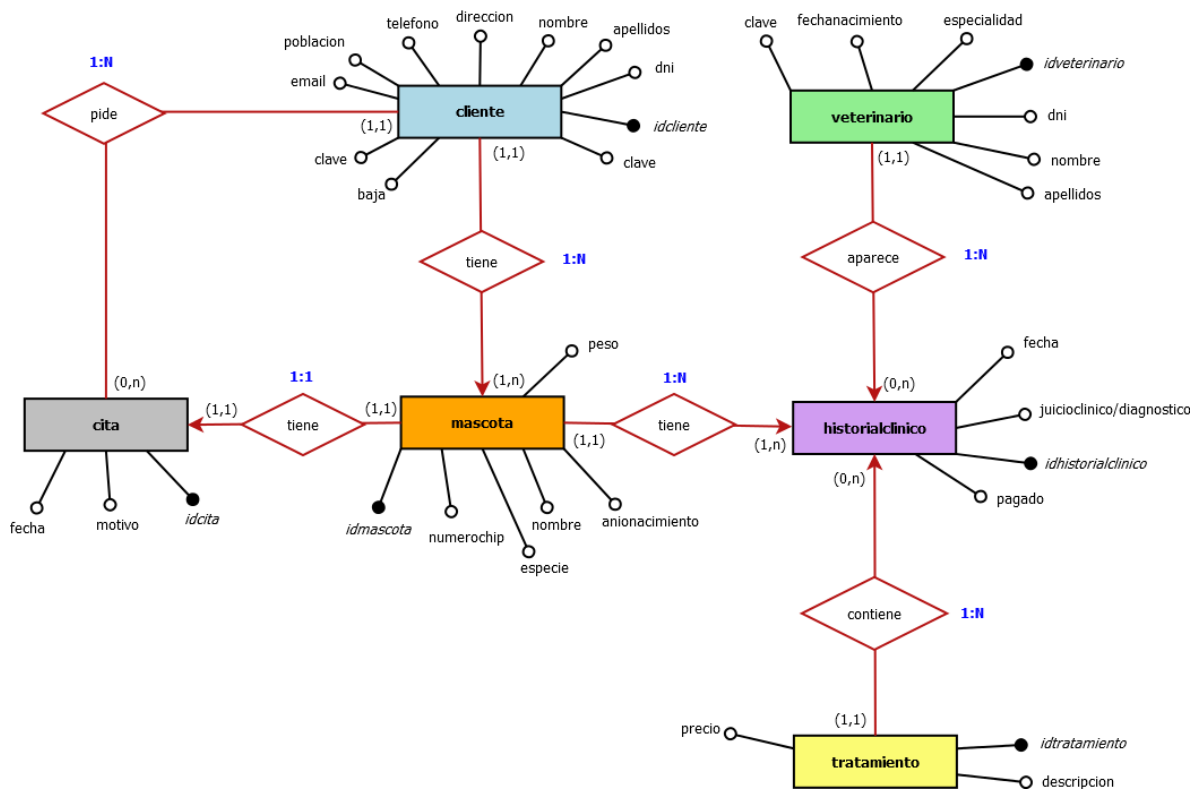 direccion
telefono
nombre
apellidos
poblacion
dni
email
1:N
pide
cliente
(1,1)
idcliente
(1,1)
clave
clave
baja
clave
fechanacimiento
especialidad
idveterinario
veterinario
dni
(1,1)
nombre
apellidos
tiene
1:N
aparece
1:N
peso
fecha
(0,n)
1:1
(1,n)
1:N
(0,n)
cita
(1,1)
tiene
(1,1)
mascota
(1,1)
tiene
(1,n)
historialclinico
juicioclinico/diagnostico
idhistorialclinico
(0,n)
pagado
fecha
motivo
idcita
idmascota
numerochip
especie
nombre
anionacimiento
contiene
1:N
(1,1)
precio
tratamiento
idtratamiento
descripcion